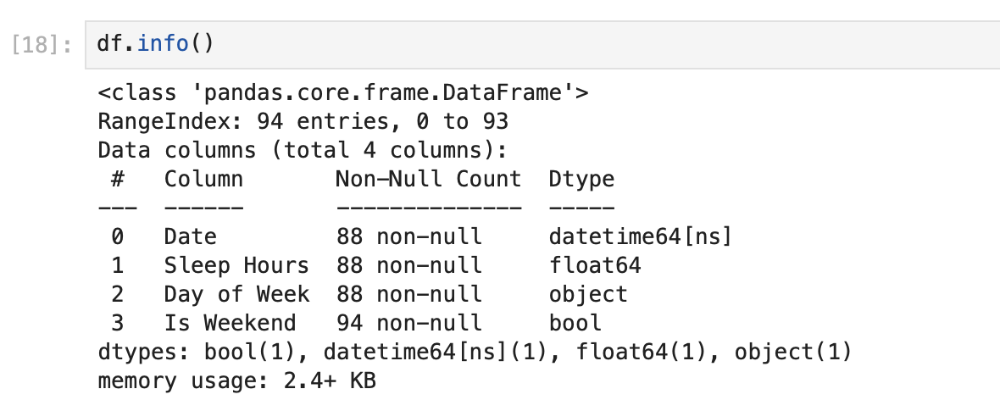 [18]: df.info()
<class 'pandas.core.frame.DataFrame'>
RangeIndex: 94 entries, 0 to 93
Data columns (total 4 columns):
 #   Column       Non-Null Count  Dtype
---  ------       --------------  -----
 0   Date         88 non-null     datetime64[ns]
 1   Sleep Hours  88 non-null     float64
 2   Day of Week  88 non-null     object
 3   Is Weekend   94 non-null     bool
dtypes: bool(1), datetime64[ns](1), float64(1), object(1)
memory usage: 2.4+ KB